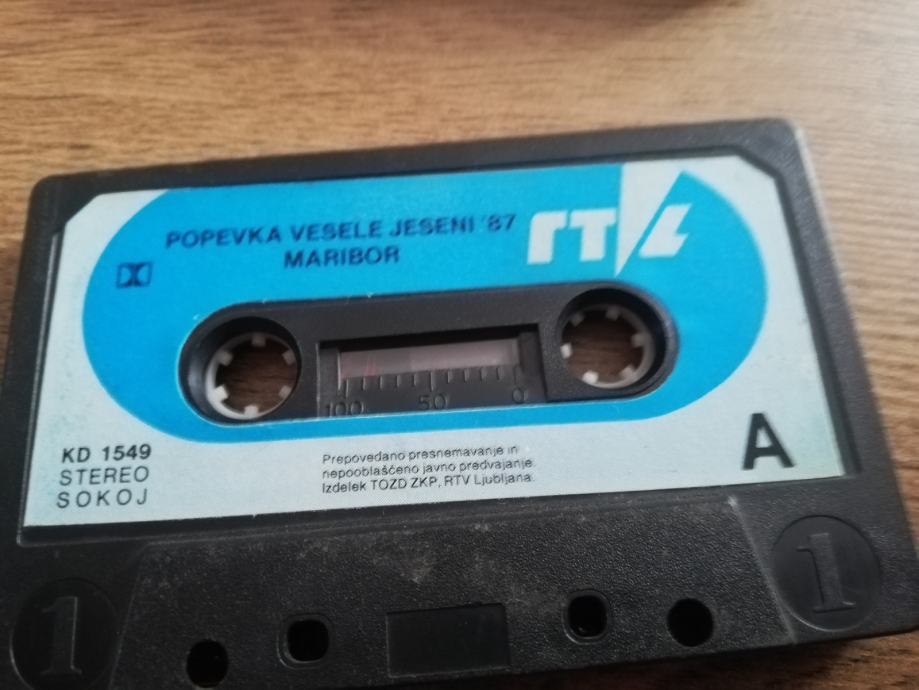 POPEVKA VESELE JESENI '87
MARIBOR
RTVL
100 50 0
KD 1549
STEREO
SOKOJ
Prepovedano presnemavanje in
nepooblaščeno javno predvajanje.
Izdelek TOZD ZKP, RTV Ljubljana.
A
1 1